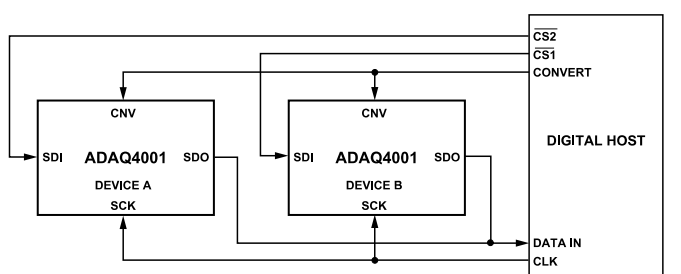 CS2
CS1
CONVERT
CNV
CNV
SDI ADAQ4001 SDO
SDI ADAQ4001 SDO
DIGITAL HOST
DEVICE A
DEVICE B
SCK
SCK
DATA IN
CLK